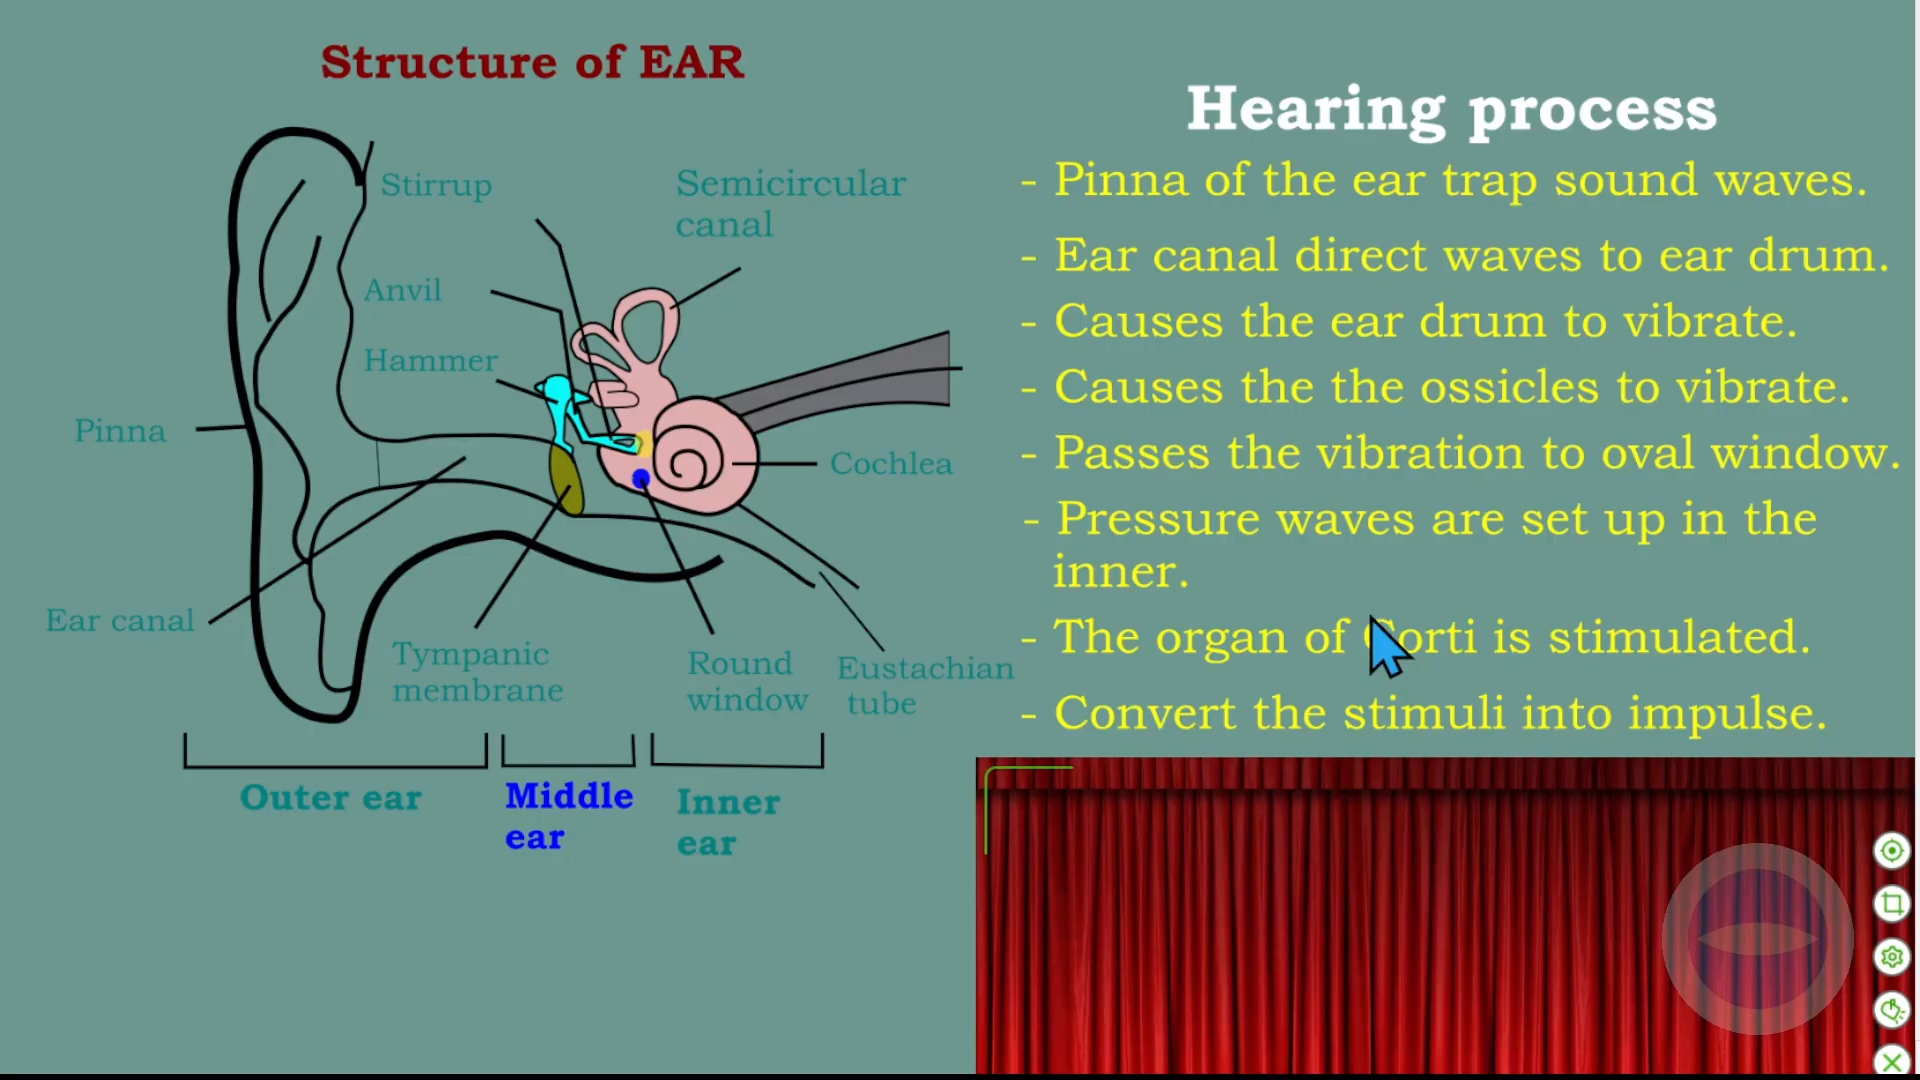 Structure of EAR
Stirrup
Semicircular
canal
Anvil
Hammer
Pinna
Cochlea
Ear canal
Tympanic
membrane
Round
window
Eustachian
tube
Outer ear
Middle
ear
Inner
ear
Hearing process
- Pinna of the ear trap sound waves.
- Ear canal direct waves to ear drum.
- Causes the ear drum to vibrate.
- Causes the the ossicles to vibrate.
- Passes the vibration to oval window.
- Pressure waves are set up in the
inner.
- The organ of Corti is stimulated.
- Convert the stimuli into impulse.